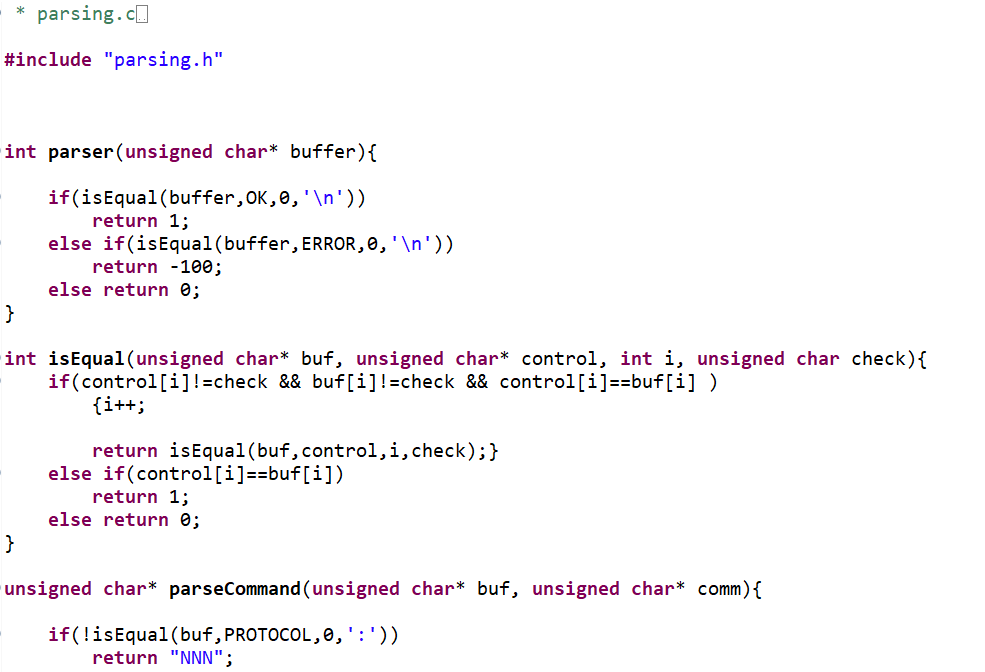 * parsing.c
#include "parsing.h"
int parser(unsigned char* buffer){
if(isEqual(buffer,OK,0,'\n'))
return 1;
else if(isEqual(buffer,ERROR,0,'\n'))
return -100;
else return 0;
}
int isEqual(unsigned char* buf, unsigned char* control, int i, unsigned char check){
if(control[i]!=check && buf[i]!=check && control[i]==buf[i] )
{i++;
return isEqual(buf,control,i,check);}
else if(control[i]==buf[i])
return 1;
else return 0;
}
unsigned char* parseCommand(unsigned char* buf, unsigned char* comm){
if(!isEqual(buf,PROTOCOL,0,':'))
return "NNN";